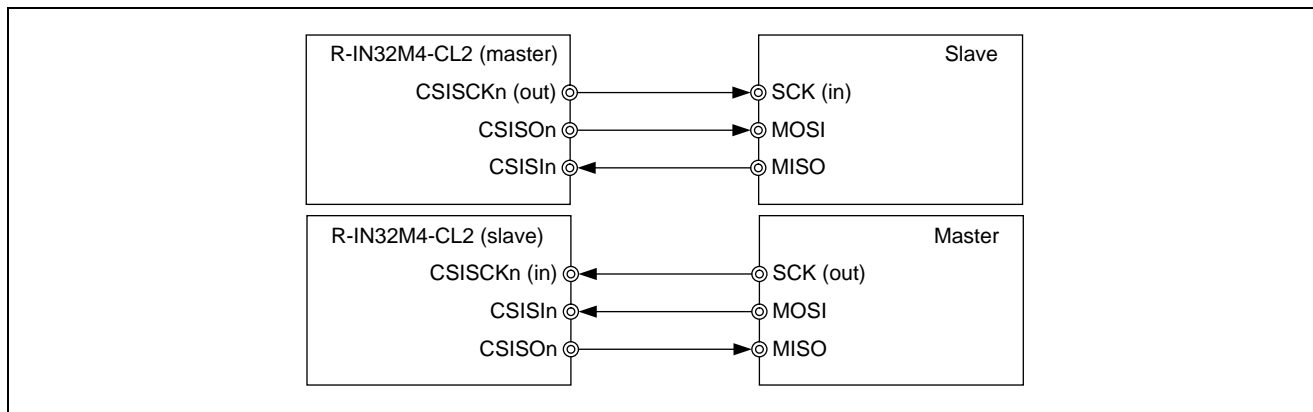 R-IN32M4-CL2 (master) Slave
CSISCKn (out) SCK (in)
CSISOn MOSI
CSISIn MISO
R-IN32M4-CL2 (slave) Master
CSISCKn (in) SCK (out)
CSISIn MOSI
CSISOn MISO